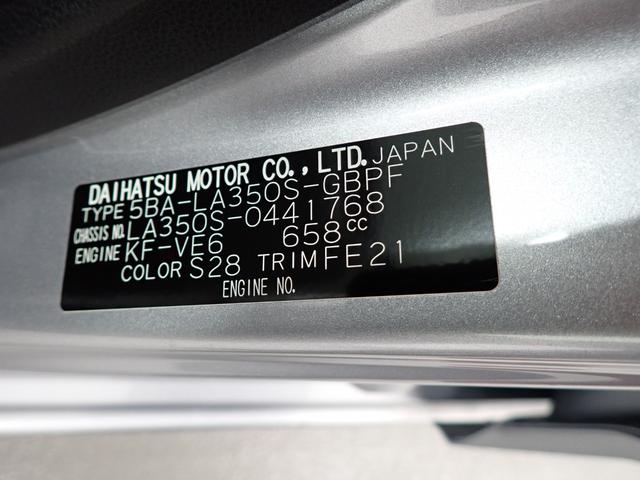 DAIHATSU MOTOR CO., LTD. JAPAN
TYPE 5BA-LA350S-GBPF
CHASSIS NO. LA350S-0441768
ENGINE KF-VE6 658cc
COLOR S28 TRIM FE21
ENGINE NO.